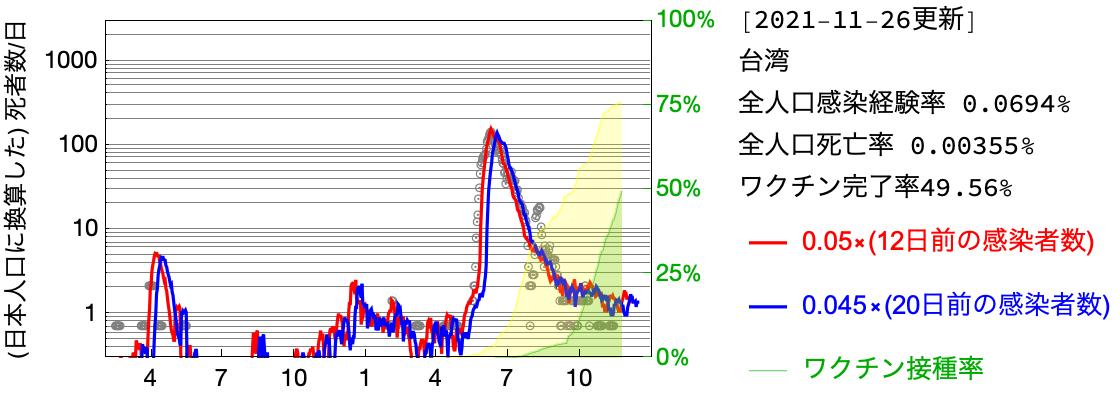 (日本人口に換算した) 死者数/日
1000
100
10
1
4
7
10
1
4
7
10
100%
75%
50%
25%
0%
[2021-11-26更新]
台湾
全人口感染経験率 0.0694%
全人口死亡率 0.00355%
ワクチン完了率49.56%
0.05×(12日前の感染者数)
0.045×(20日前の感染者数)
ワクチン接種率